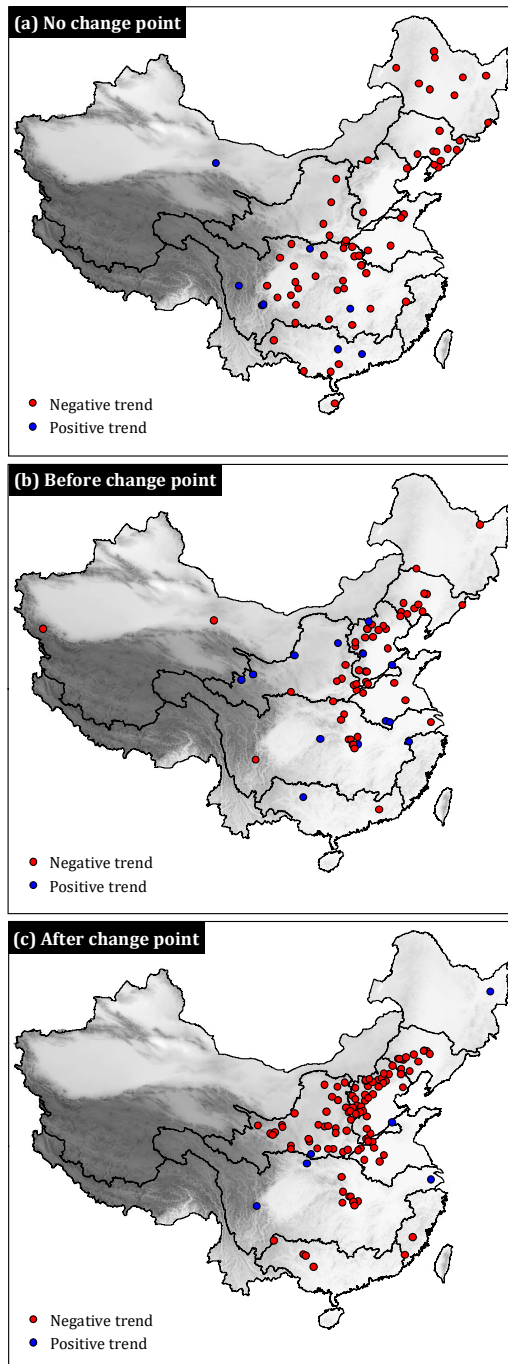 (a) No change point
Negative trend
Positive trend
(b) Before change point
Negative trend
Positive trend
(c) After change point
Negative trend
Positive trend